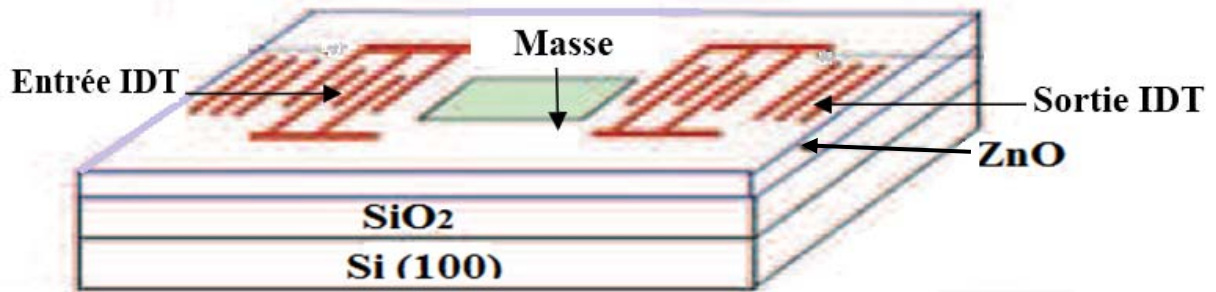 Masse
Entrée IDT
Sortie IDT
ZnO
SiO2
Si (100)